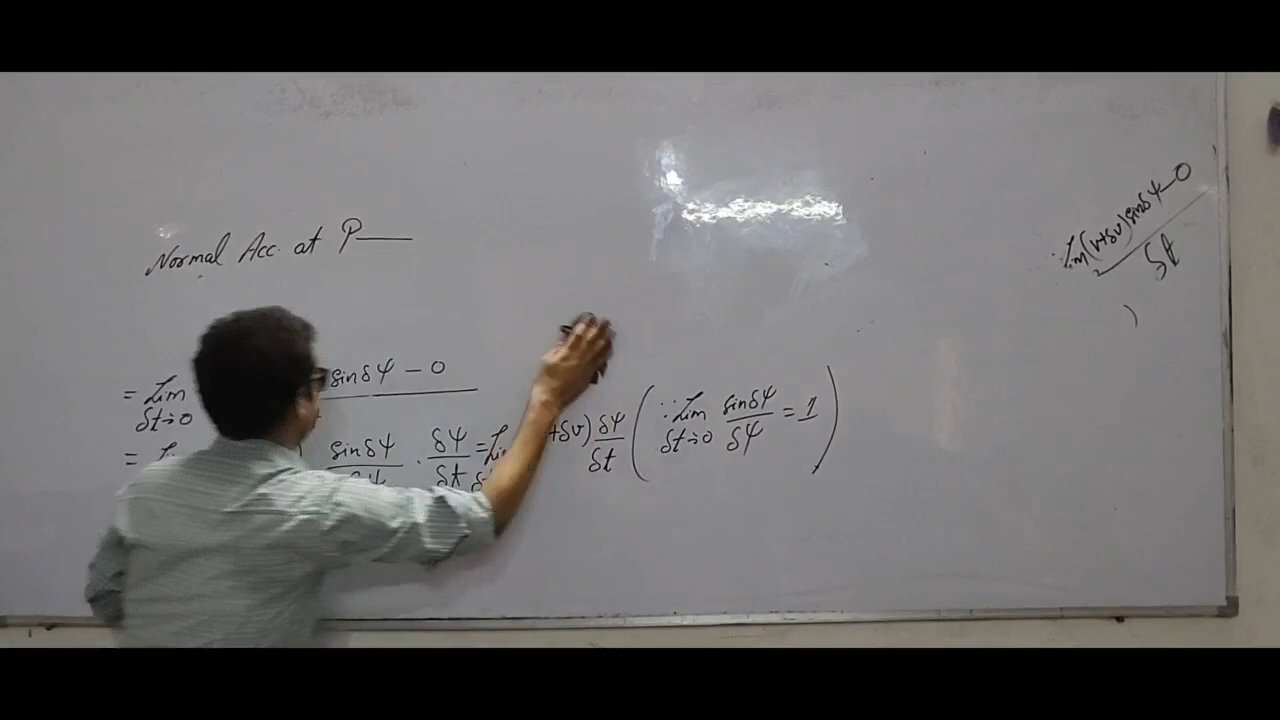 Normal Acc. at P—
= Lim sinδψ - 0
δt→0
= sinδψ/δψ · δψ/δt = Lim +δv) δψ/δt ( ∵ Lim sinδψ/δψ = 1 )
δt→0
Lim (v+δv) sinδψ - 0
δt
)